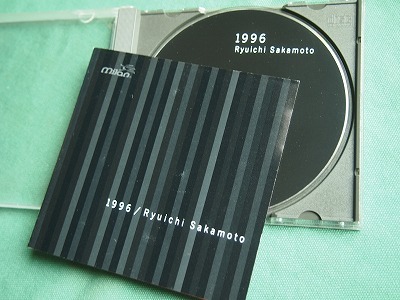 1996
Ryuichi Sakamoto
milan
1996/Ryuichi Sakamoto